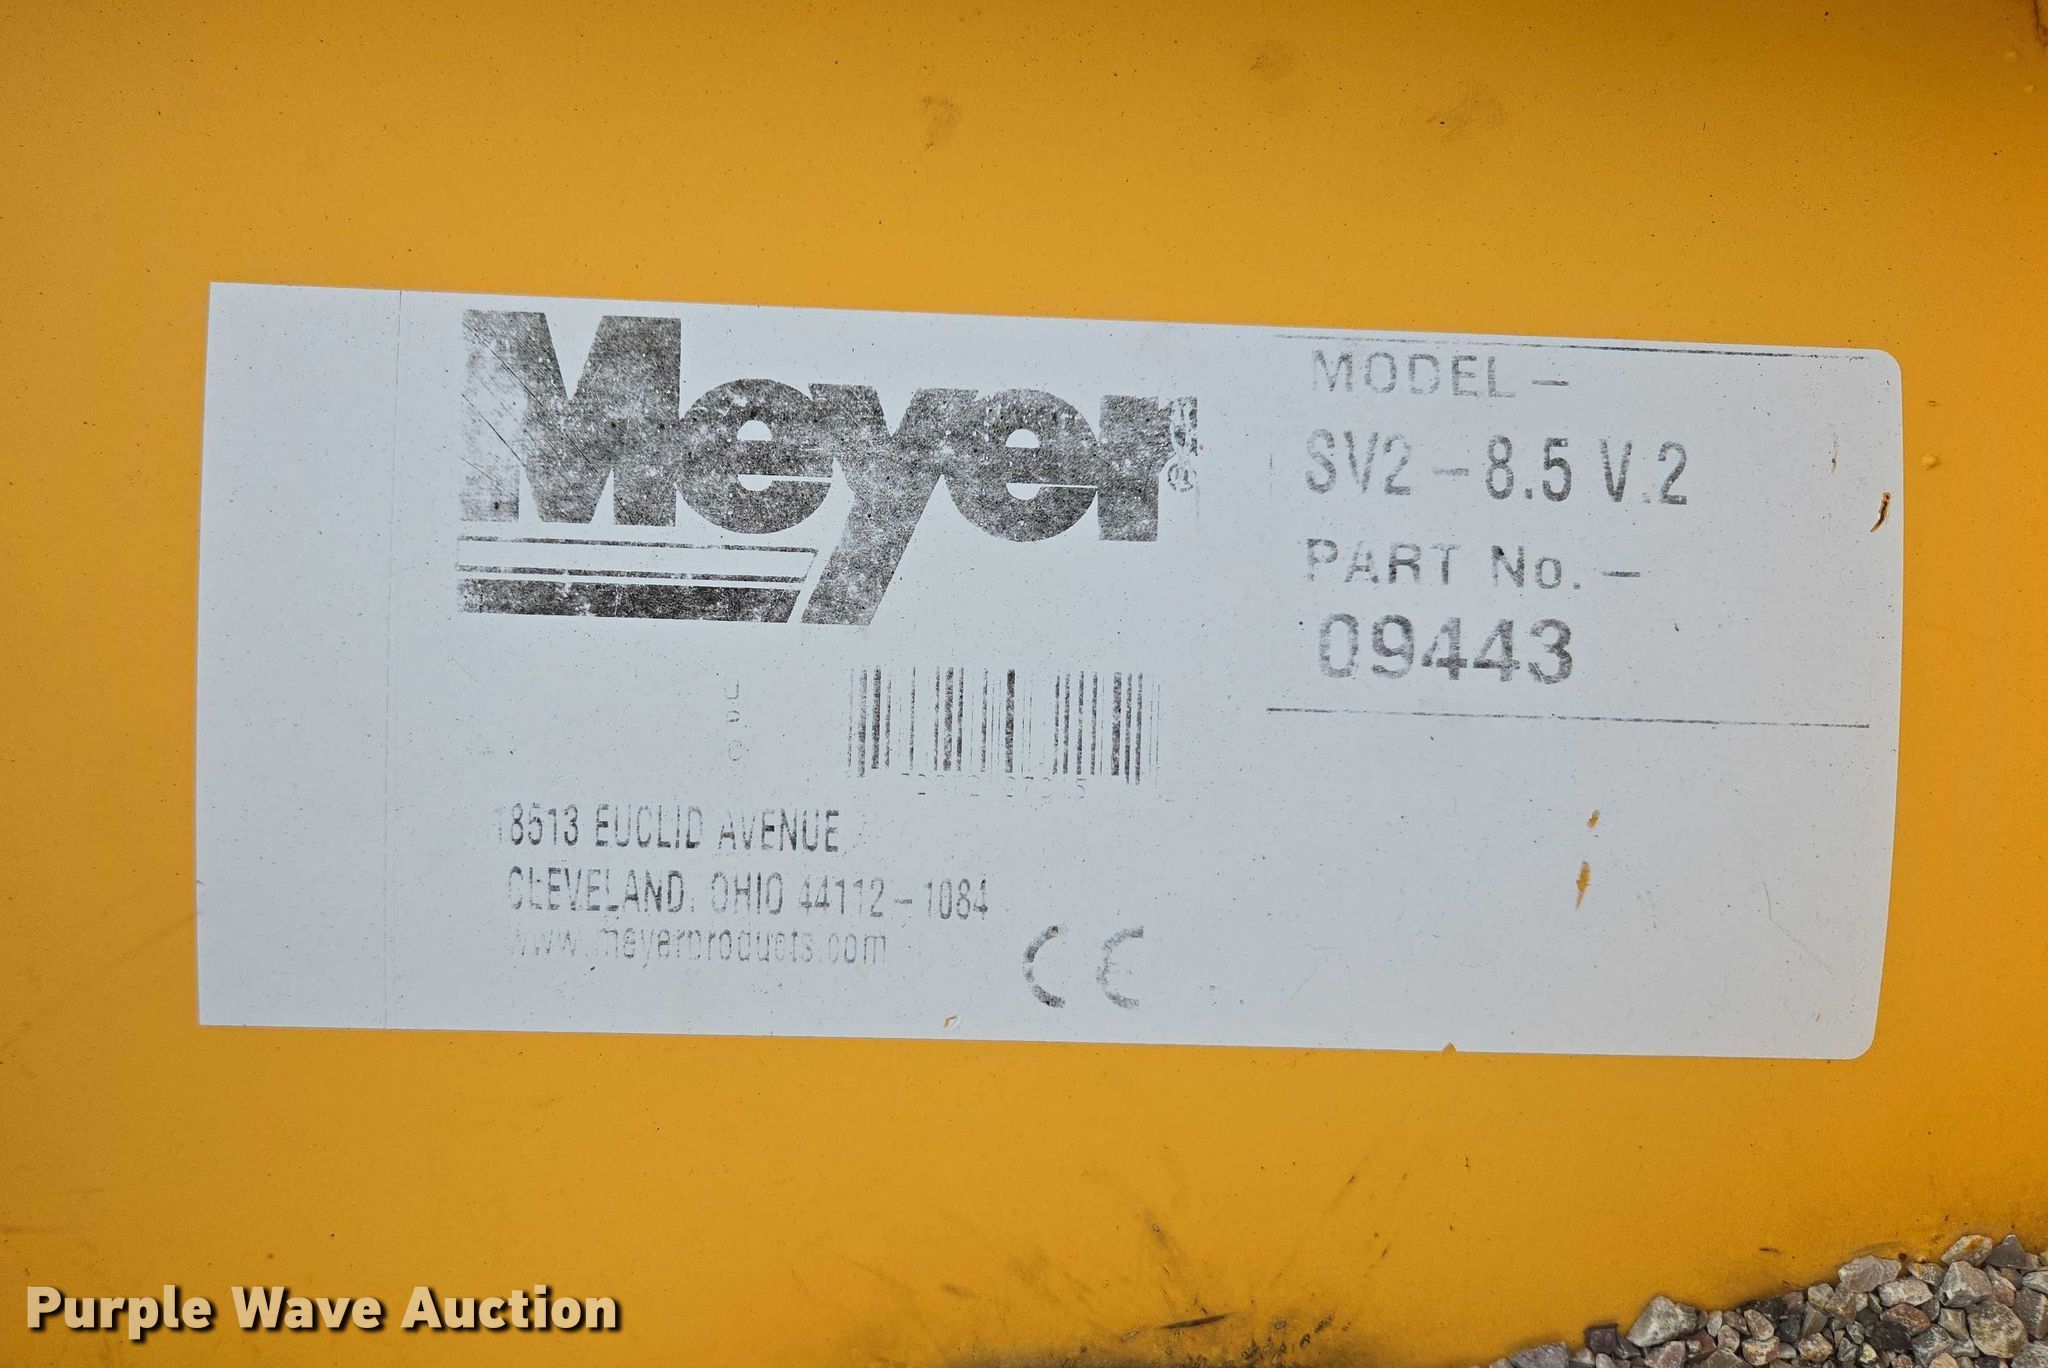 Meyer
MODEL –
SV2 – 8.5 V.2
PART No. –
09443
18513 EUCLID AVENUE
CLEVELAND, OHIO 44112 – 1084
www.meyerproducts.com
CE
Purple Wave Auction